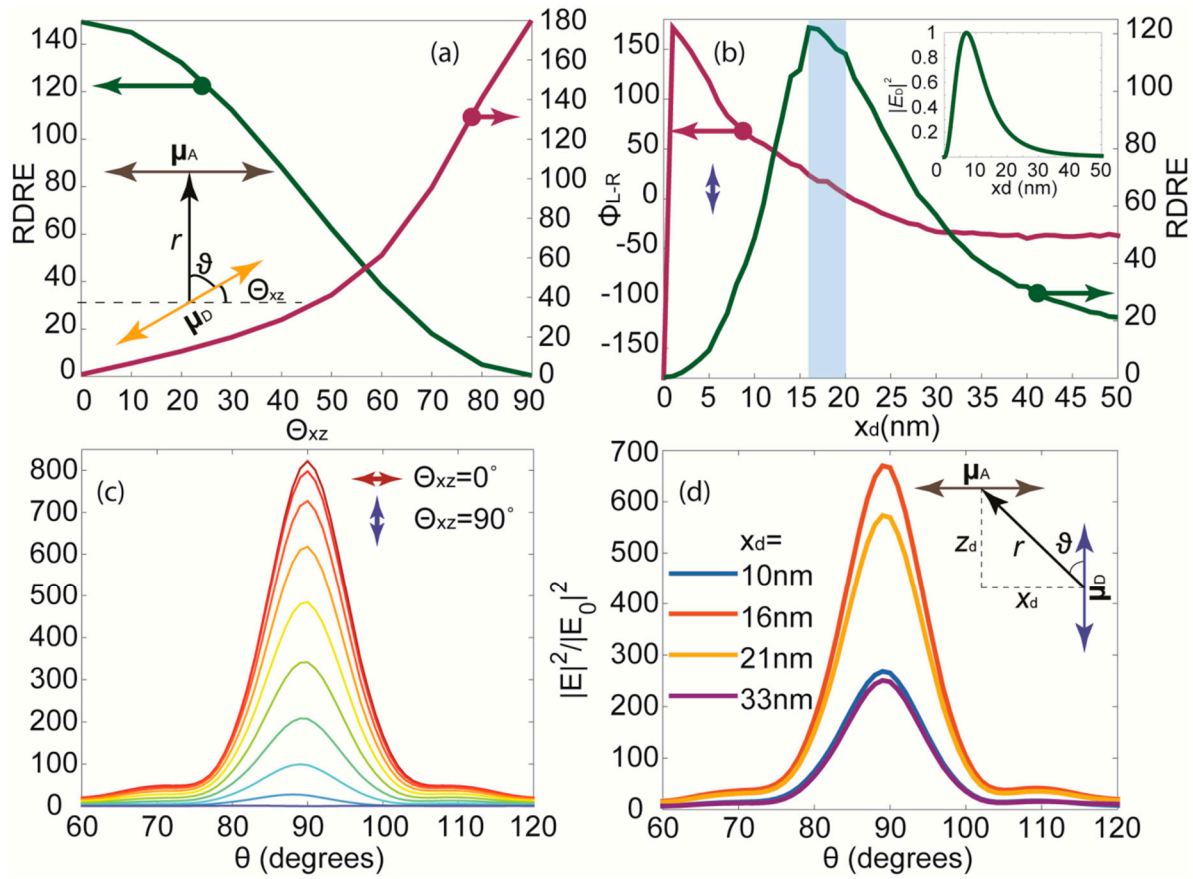 (a)
RDRE
140
120
100
80
60
40
20
0
180
160
140
120
100
80
60
40
20
0
μA
r
ϑ
Θxz
μD
0 10 20 30 40 50 60 70 80 90
Θxz
(b)
ΦL-R
150
100
50
0
-50
-100
-150
120
100
80
60
40
20
0
RDRE
|ED|²
1
0.8
0.6
0.4
0.2
0 10 20 30 40 50
xd (nm)
0 5 10 15 20 25 30 35 40 45 50
xd(nm)
(c)
800
700
600
500
400
300
200
100
0
Θxz=0°
Θxz=90°
60 70 80 90 100 110 120
θ (degrees)
(d)
|E|²/|E0|²
700
600
500
400
300
200
100
0
xd=
10nm
16nm
21nm
33nm
μA
zd
r
ϑ
xd
μD
60 70 80 90 100 110 120
θ (degrees)